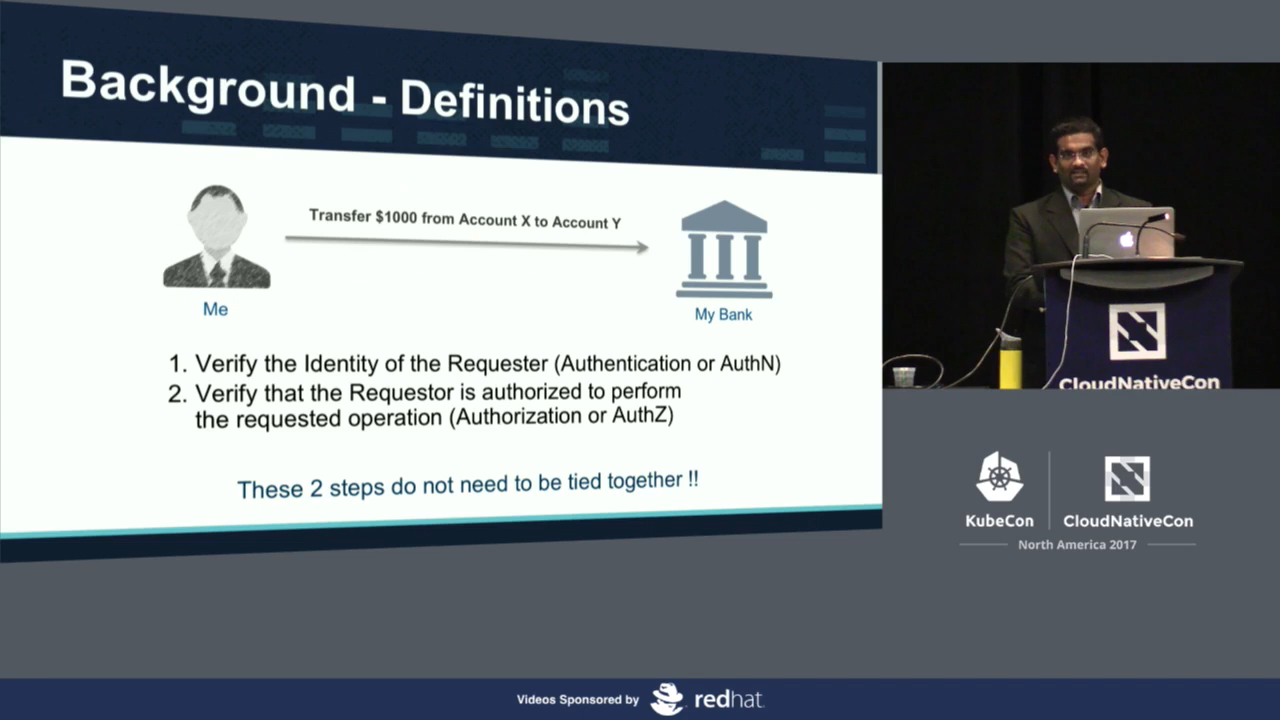 Background - Definitions
Transfer $1000 from Account X to Account Y
Me
My Bank
1. Verify the Identity of the Requester (Authentication or AuthN)
2. Verify that the Requestor is authorized to perform
the requested operation (Authorization or AuthZ)
These 2 steps do not need to be tied together !!
CloudNativeCon
KubeCon
CloudNativeCon
North America 2017
Videos Sponsored by
redhat.